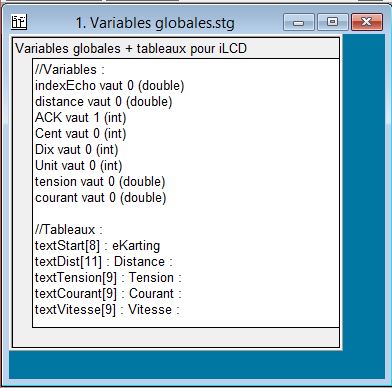 1. Variables globales.stg
Variables globales + tableaux pour iLCD
//Variables :
indexEcho vaut 0 (double)
distance vaut 0 (double)
ACK vaut 1 (int)
Cent vaut 0 (int)
Dix vaut 0 (int)
Unit vaut 0 (int)
tension vaut 0 (double)
courant vaut 0 (double)
//Tableaux :
textStart[8] : eKarting
textDist[11] : Distance :
textTension[9] : Tension :
textCourant[9] : Courant :
textVitesse[9] : Vitesse :